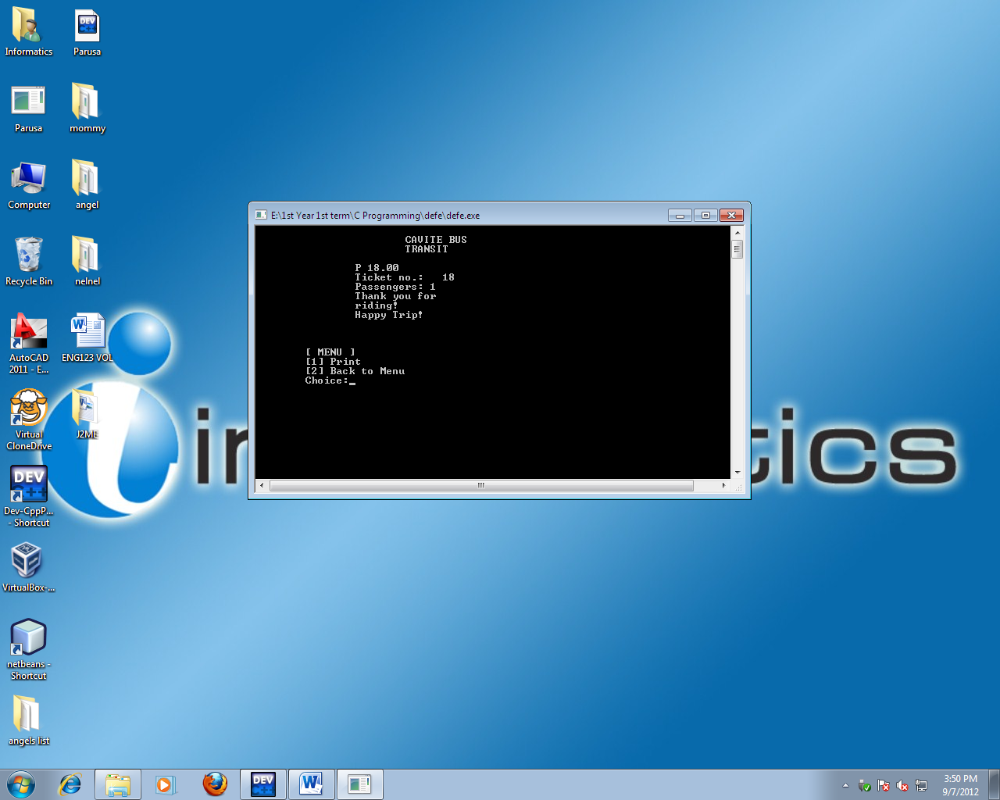 Informatics
Parusa
Parusa
mommy
Computer
angel
Recycle Bin
nelnel
AutoCAD
2011 - E...
ENG123 VOL
Virtual
CloneDrive
J2ME
Dev-CppP...
- Shortcut
VirtualBox-...
netbeans -
Shortcut
angels list
DEV
DEV
C++
E:\1st Year 1st term\C Programming\defe\defe.exe
CAVITE BUS
TRANSIT
P 18.00
Ticket no.: 18
Passengers: 1
Thank you for
riding!
Happy Trip!
[ MENU ]
[1] Print
[2] Back to Menu
Choice:_
DEV
3:50 PM
9/7/2012